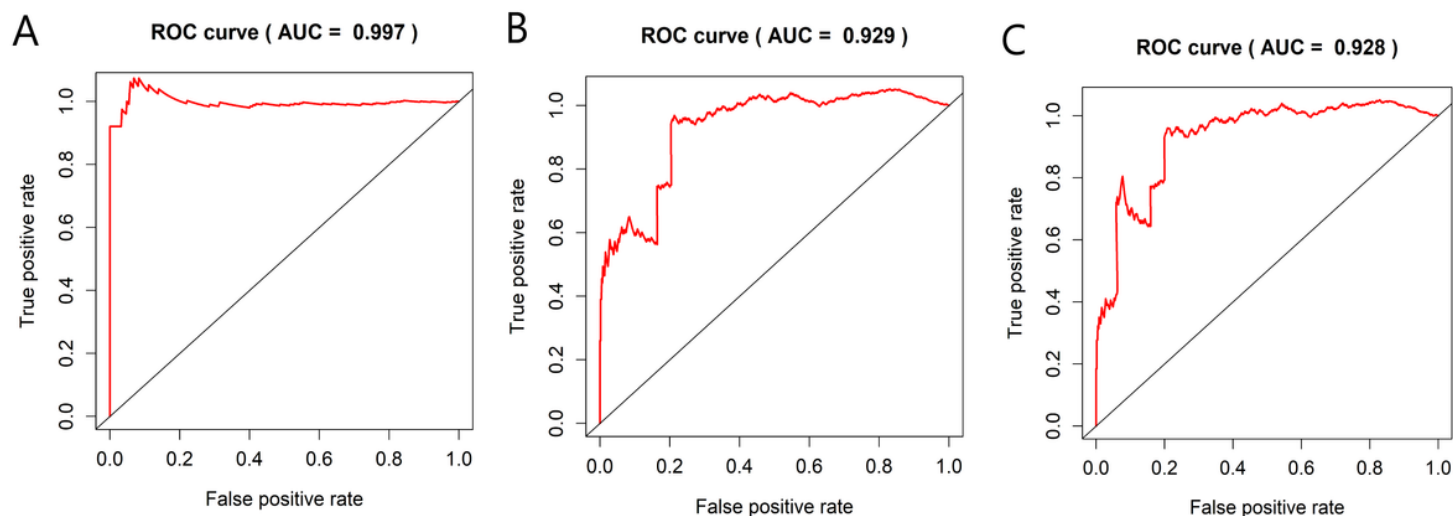 A
ROC curve ( AUC =  0.997 )
True positive rate
1.0
0.8
0.6
0.4
0.2
0.0
0.0 0.2 0.4 0.6 0.8 1.0
False positive rate
B
ROC curve ( AUC =  0.929 )
True positive rate
1.0
0.8
0.6
0.4
0.2
0.0
0.0 0.2 0.4 0.6 0.8 1.0
False positive rate
C
ROC curve ( AUC =  0.928 )
True positive rate
1.0
0.8
0.6
0.4
0.2
0.0
0.0 0.2 0.4 0.6 0.8 1.0
False positive rate